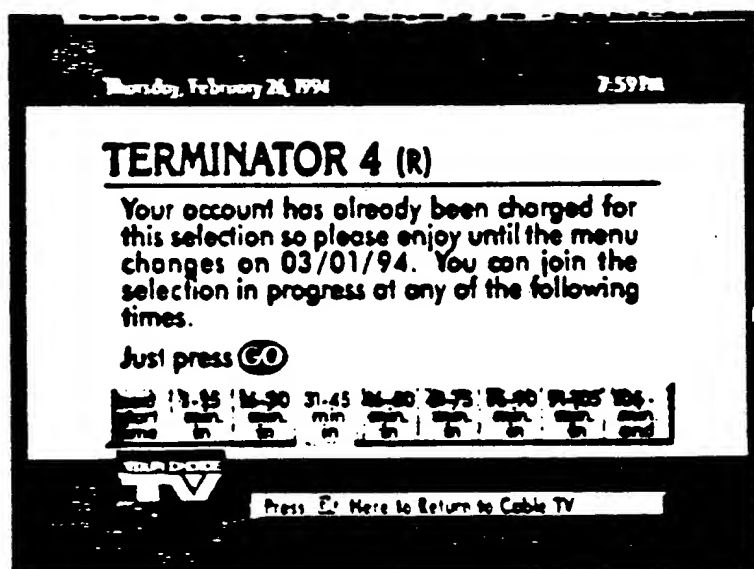 Thursday, February 26, 1994 7:59PM
TERMINATOR 4 (R)
Your account has already been charged for
this selection so please enjoy until the menu
changes on 03/01/94. You can join the
selection in progress at any of the following
times.
Just press GO
31-45
min
in
YOUR CHOICE
TV
Press Here to Return to Cable TV